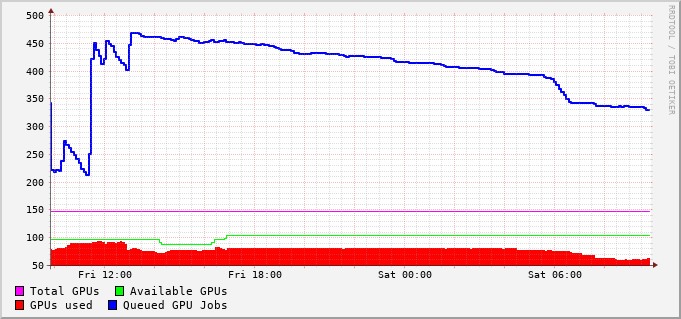 500
450
400
350
300
250
200
150
100
50
Fri 12:00 Fri 18:00 Sat 00:00 Sat 06:00
Total GPUs Available GPUs
GPUs used Queued GPU Jobs
RRDTOOL / TOBI OETIKER